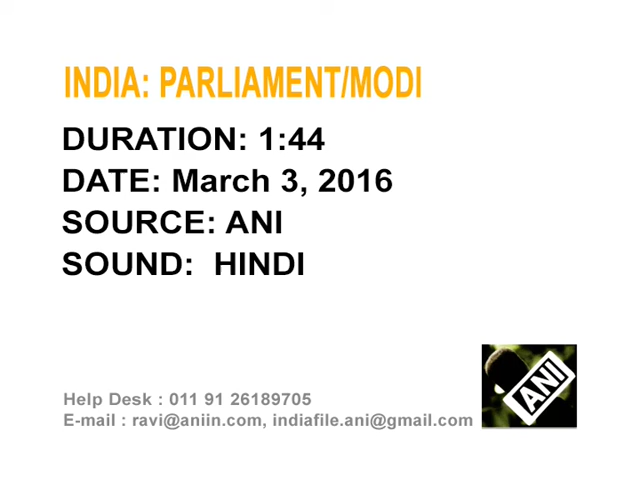 INDIA: PARLIAMENT/MODI
DURATION: 1:44
DATE: March 3, 2016
SOURCE: ANI
SOUND: HINDI
Help Desk : 011 91 26189705
E-mail : ravi@aniin.com, indiafile.ani@gmail.com
ANI